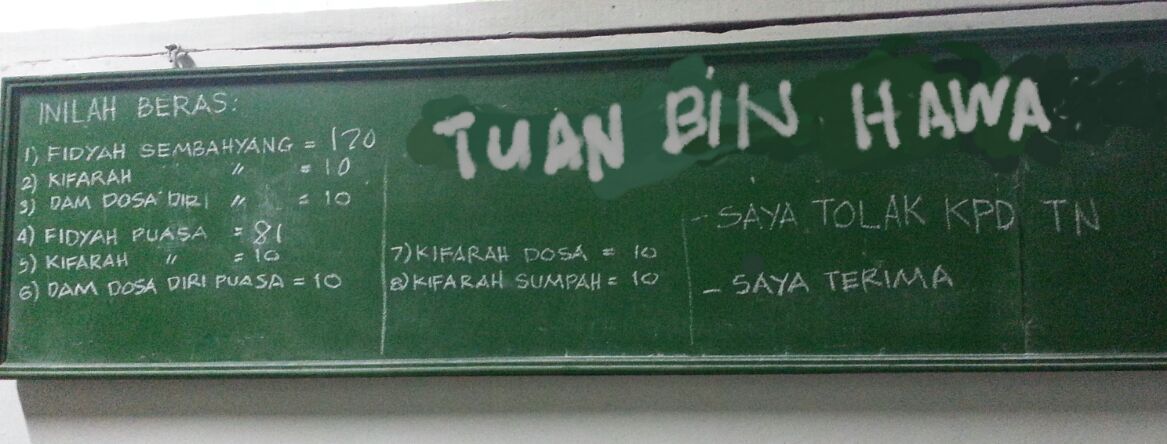 INILAH BERAS:
1) FIDYAH SEMBAHYANG = 120
2) KIFARAH " = 10
3) DAM DOSA DIRI " = 10
4) FIDYAH PUASA = 81
5) KIFARAH " = 10
6) DAM DOSA DIRI PUASA = 10
7) KIFARAH DOSA = 10
8) KIFARAH SUMPAH = 10
TUAN BIN HAWA
- SAYA TOLAK KPD TN
- SAYA TERIMA